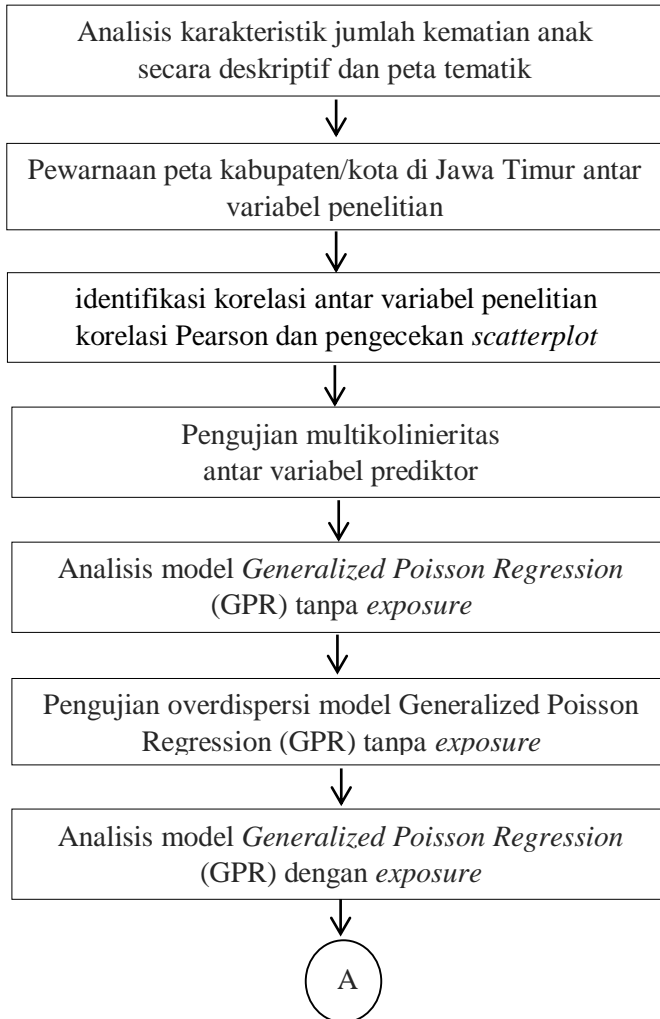 Analisis karakteristik jumlah kematian anak
secara deskriptif dan peta tematik
Pewarnaan peta kabupaten/kota di Jawa Timur antar
variabel penelitian
identifikasi korelasi antar variabel penelitian
korelasi Pearson dan pengecekan scatterplot
Pengujian multikolinieritas
antar variabel prediktor
Analisis model Generalized Poisson Regression
(GPR) tanpa exposure
Pengujian overdispersi model Generalized Poisson
Regression (GPR) tanpa exposure
Analisis model Generalized Poisson Regression
(GPR) dengan exposure
A